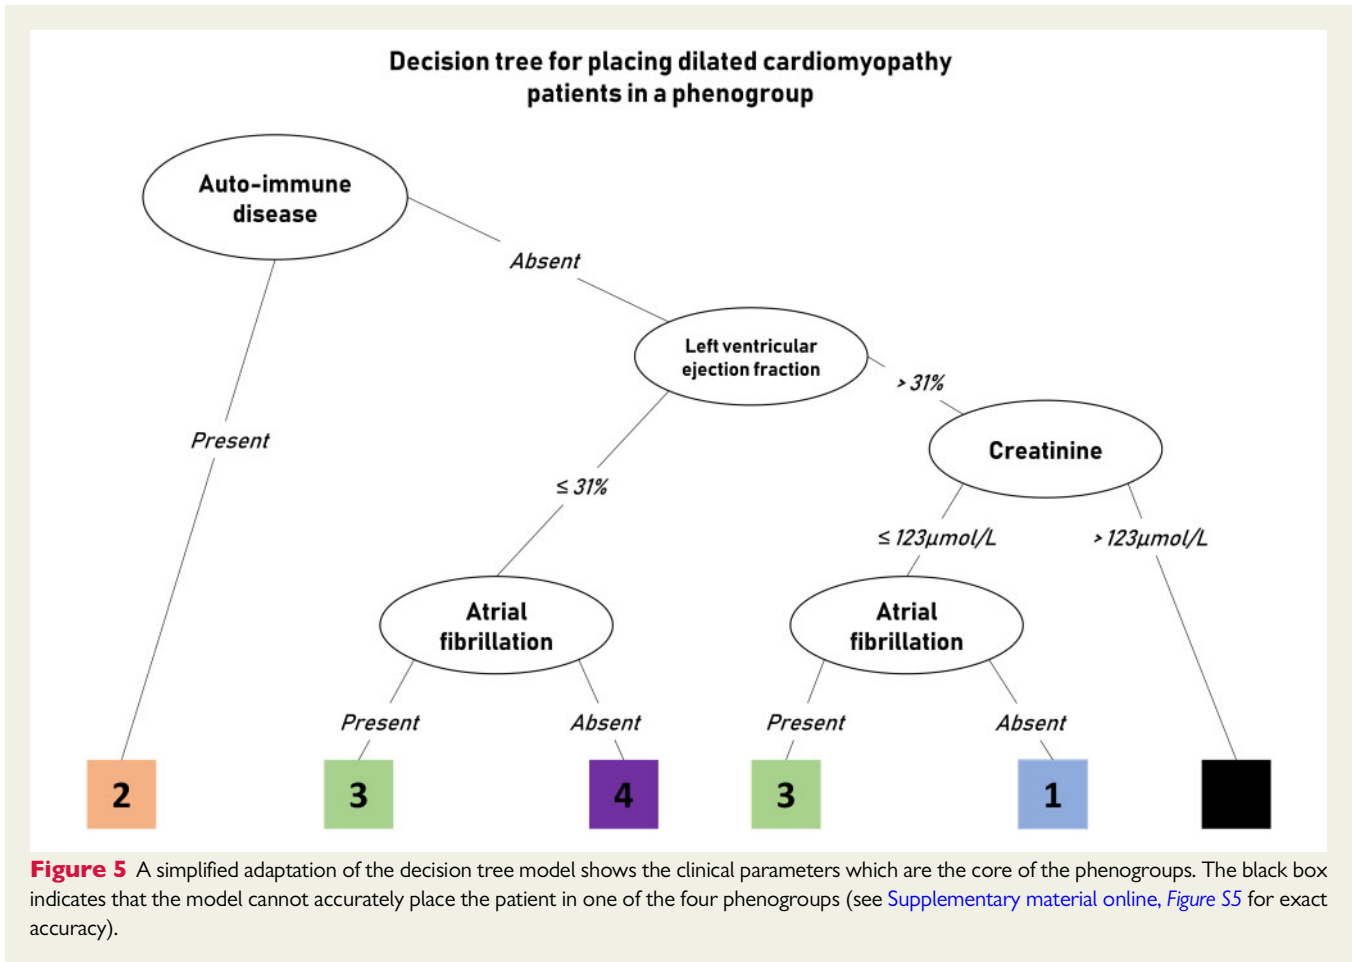 Decision tree for placing dilated cardiomyopathy
patients in a phenogroup
Auto-immune
disease
Absent
Left ventricular
ejection fraction
> 31%
Creatinine
Present
≤ 31%
≤ 123µmol/L
> 123µmol/L
Atrial
fibrillation
Atrial
fibrillation
Present
Absent
Present
Absent
2
3
4
3
1
Figure 5 A simplified adaptation of the decision tree model shows the clinical parameters which are the core of the phenogroups. The black box
indicates that the model cannot accurately place the patient in one of the four phenogroups (see Supplementary material online, Figure S5 for exact
accuracy).